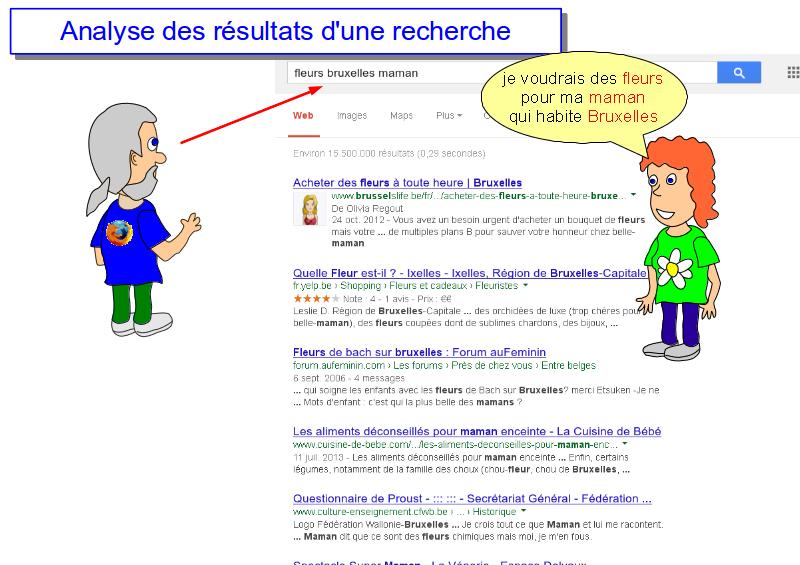 Analyse des résultats d'une recherche
fleurs bruxelles maman
je voudrais des fleurs
pour ma maman
qui habite Bruxelles
Web Images Maps Plus
Environ 15.500.000 résultats (0,29 secondes)
Acheter des fleurs à toute heure | Bruxelles
www.brusselslife.be/fr/.../acheter-des-fleurs-a-toute-heure-bruxe...
De Olivia Regout
24 oct. 2012 - Vous avez un besoin urgent d'acheter un bouquet de fleurs
mais votre ... de multiples plans B pour sauver votre honneur chez belle-
maman
Quelle Fleur est-il ? - Ixelles - Ixelles, Région de Bruxelles-Capitale
fr.yelp.be › Shopping › Fleurs et cadeaux › Fleuristes
Note : 4 - 1 avis - Prix : €€
Leslie D. Région de Bruxelles-Capitale ... des orchidées de luxe (trop chères pour
belle-maman), des fleurs coupées dont de sublimes chardons, des bijoux, ...
Fleurs de bach sur bruxelles : Forum auFeminin
forum.aufeminin.com › Les forums › Près de chez vous › Entre belges
6 sept. 2006 - 4 messages
... qui soigne les enfants avec les fleurs de Bach sur Bruxelles? merci Etsuken -Je ne
... Mots d'enfant : c'est qui la plus belle des mamans ?
Les aliments déconseillés pour maman enceinte - La Cuisine de Bébé
www.cuisine-de-bebe.com/.../les-aliments-deconseilles-pour-maman-enc...
11 juil. 2013 - Les aliments déconseillés pour maman enceinte ... Enfin, certains
légumes, notamment de la famille des choux (chou-fleur, chou de Bruxelles, ...
Questionnaire de Proust - ::: ::: - Secrétariat Général - Fédération ...
www.culture-enseignement.cfwb.be › ... › Historique
Logo Fédération Wallonie-Bruxelles ... Je crois tout ce que Maman et lui me racontent.
... Maman dit que ce sont des fleurs chimiques mais moi, je m'en fous.